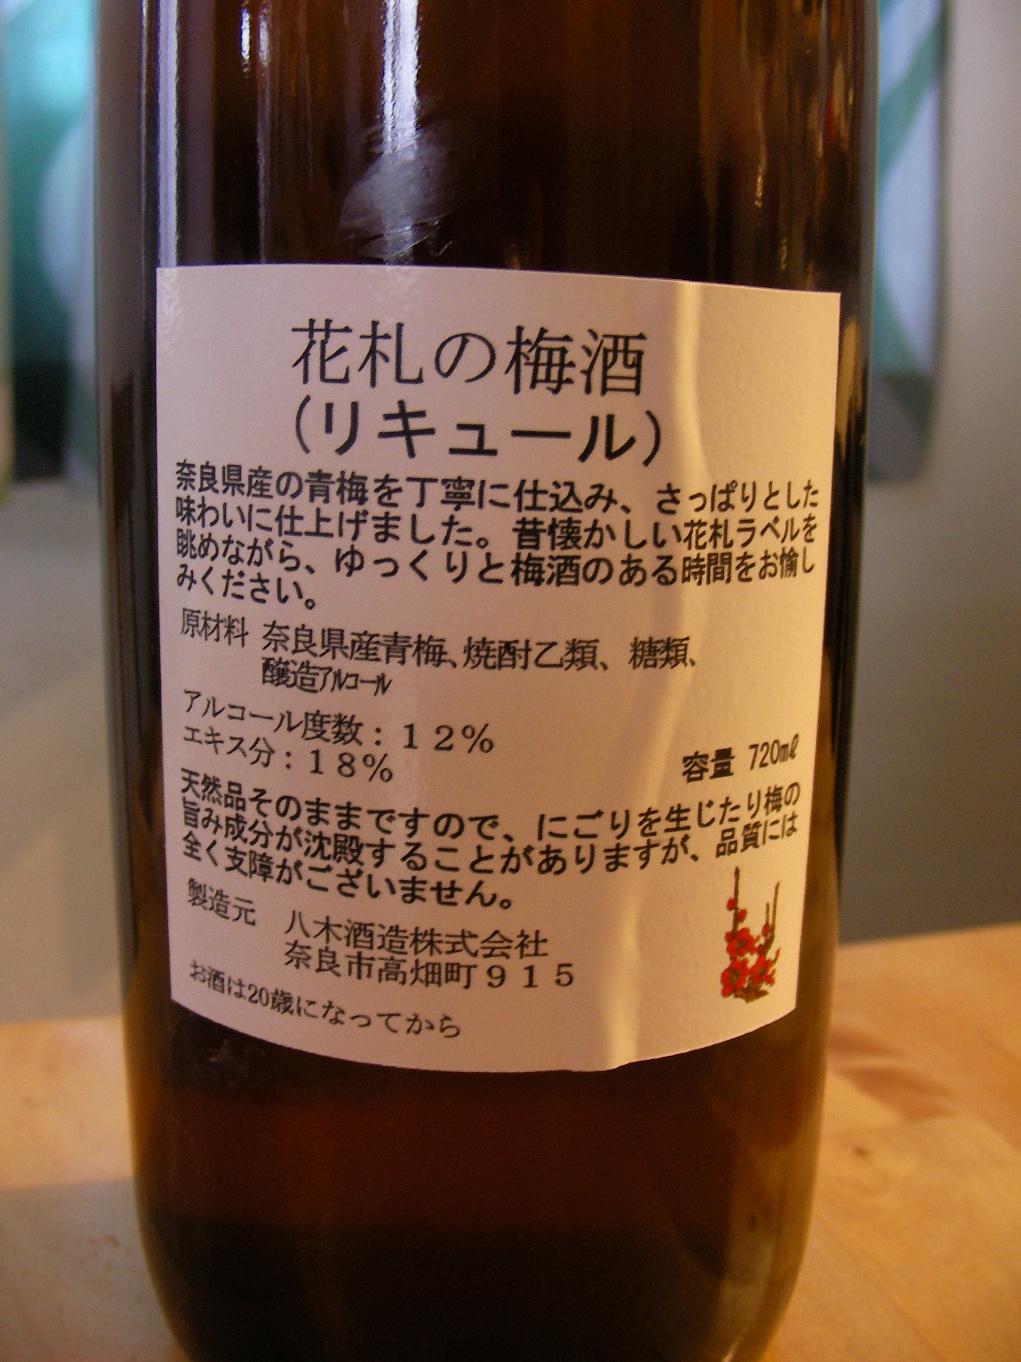 花札の梅酒
(リキュール)
奈良県産の青梅を丁寧に仕込み、さっぱりとした
味わいに仕上げました。昔懐かしい花札ラベルを
眺めながら、ゆっくりと梅酒のある時間をお愉し
みください。
原材料 奈良県産青梅、焼酎乙類、糖類、
醸造アルコール
アルコール度数：１２％
エキス分：１８％
容量 720㎖
天然品そのままですので、にごりを生じたり梅の
旨み成分が沈殿することがありますが、品質には
全く支障がございません。
製造元 八木酒造株式会社
奈良市高畑町９１５
お酒は20歳になってから